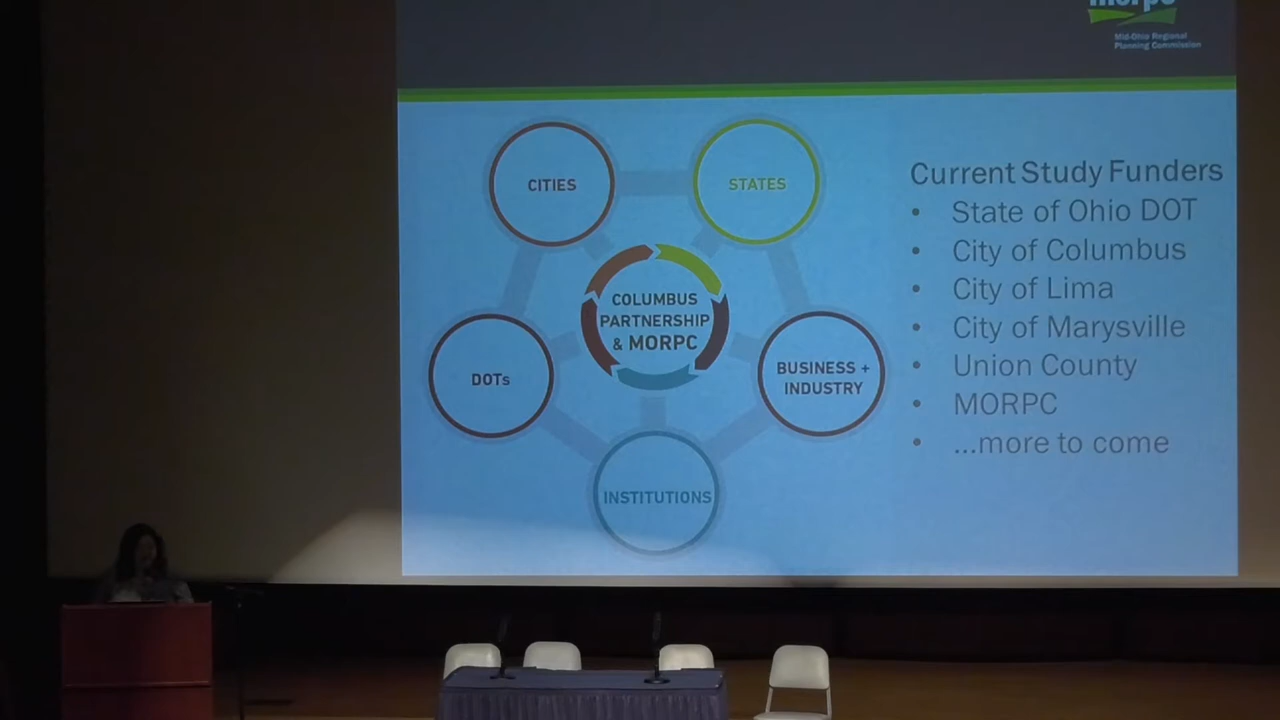 morpc
Mid-Ohio Regional
Planning Commission
CITIES
STATES
COLUMBUS
PARTNERSHIP
& MORPC
DOTs
BUSINESS +
INDUSTRY
INSTITUTIONS
Current Study Funders
• State of Ohio DOT
• City of Columbus
• City of Lima
• City of Marysville
• Union County
• MORPC
• ...more to come